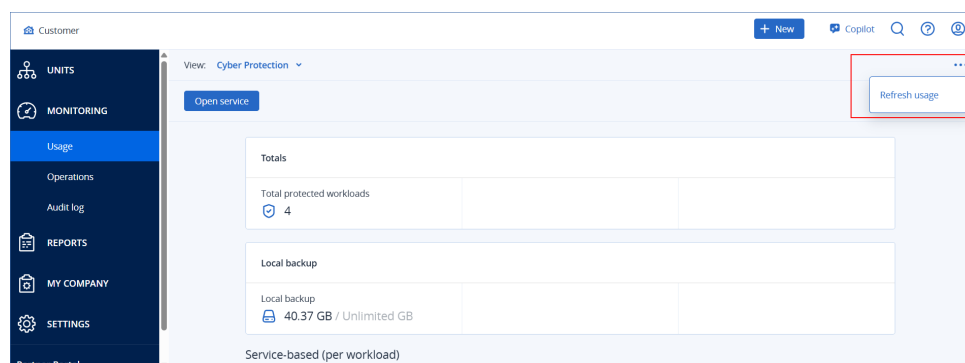 Customer
+ New
Copilot
UNITS
MONITORING
Usage
Operations
Audit log
REPORTS
MY COMPANY
SETTINGS
View: Cyber Protection
Refresh usage
Open service
Totals
Total protected workloads
4
Local backup
Local backup
40.37 GB / Unlimited GB
Service-based (per workload)